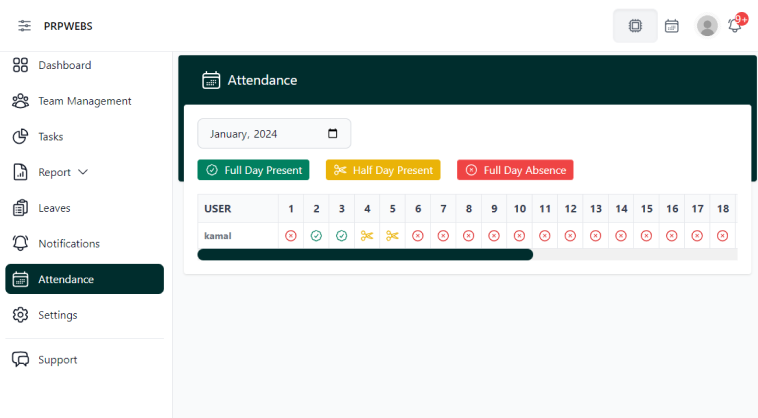 PRPWEBS
9+
Dashboard
Team Management
Tasks
Report
Leaves
Notifications
Attendance
Settings
Support
Attendance
January, 2024
Full Day Present Half Day Present Full Day Absence
USER 1 2 3 4 5 6 7 8 9 10 11 12 13 14 15 16 17 18
kamal